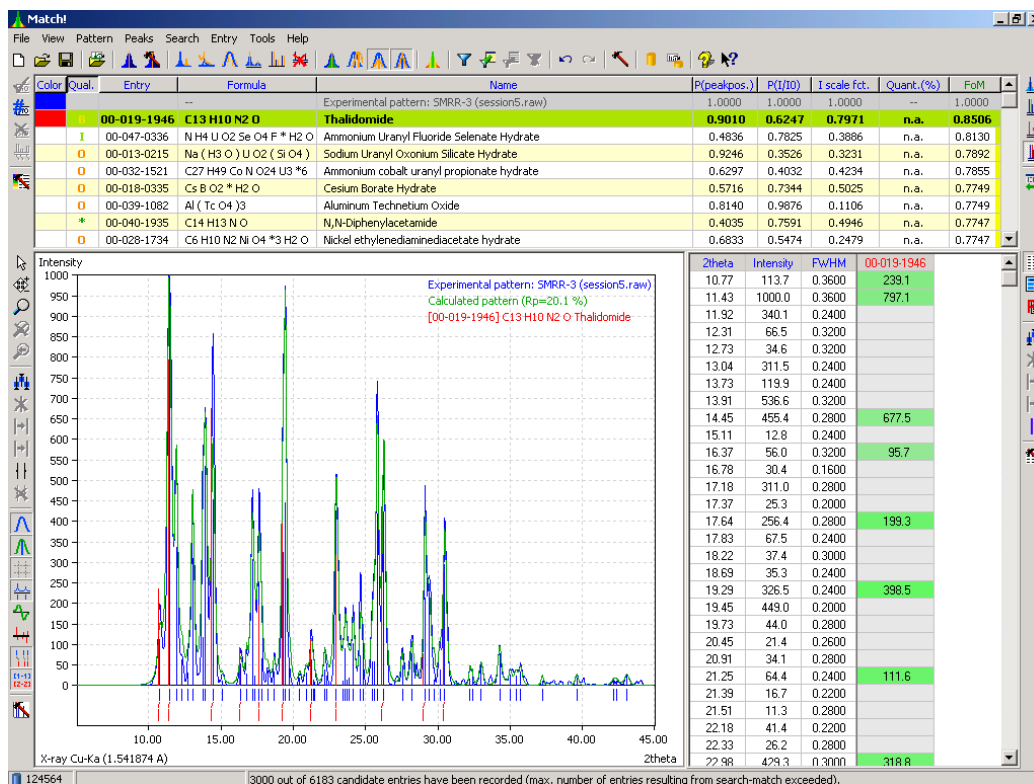 Match!
File View Pattern Peaks Search Entry Tools Help
Color Qual. Entry Formula Name P(peakpos.) P(I/I0) I scale fct. Quant.(%) FoM
-- Experimental pattern: SMRR-3 (session5.raw) 1.0000 1.0000 1.0000 -- 1.0000
B 00-019-1946 C13 H10 N2 O Thalidomide 0.9010 0.6247 0.7971 n.a. 0.8506
I 00-047-0336 N H4 U O2 Se O4 F * H2 O Ammonium Uranyl Fluoride Selenate Hydrate 0.4836 0.7825 0.3886 n.a. 0.8130
O 00-013-0215 Na ( H3 O ) U O2 ( Si O4 ) Sodium Uranyl Oxonium Silicate Hydrate 0.9246 0.3526 0.3231 n.a. 0.7892
O 00-032-1521 C27 H49 Co N O24 U3 *6 Ammonium cobalt uranyl propionate hydrate 0.6297 0.4032 0.4234 n.a. 0.7855
O 00-018-0335 Cs B O2 * H2 O Cesium Borate Hydrate 0.5716 0.7344 0.5025 n.a. 0.7749
O 00-039-1082 Al ( Tc O4 )3 Aluminum Technetium Oxide 0.8140 0.9876 0.1106 n.a. 0.7749
* 00-040-1935 C14 H13 N O N,N-Diphenylacetamide 0.4035 0.7591 0.4946 n.a. 0.7747
O 00-028-1734 C6 H10 N2 Ni O4 *3 H2 O Nickel ethylenediaminediacetate hydrate 0.6833 0.5474 0.2479 n.a. 0.7747
Intensity
Experimental pattern: SMRR-3 (session5.raw)
Calculated pattern (Rp=20.1 %)
[00-019-1946] C13 H10 N2 O Thalidomide
1000
950
900
850
800
750
700
650
600
550
500
450
400
350
300
250
200
150
100
50
0
10.00 15.00 20.00 25.00 30.00 35.00 40.00 45.00
X-ray Cu-Ka (1.541874 A) 2theta
2theta Intensity FWHM 00-019-1946
10.77 113.7 0.3600 239.1
11.43 1000.0 0.3600 797.1
11.92 340.1 0.2400
12.31 66.5 0.3200
12.73 34.6 0.3200
13.04 311.5 0.2400
13.73 119.9 0.2400
13.91 536.6 0.3200
14.45 455.4 0.2800 677.5
15.11 12.8 0.2400
16.37 56.0 0.3200 95.7
16.78 30.4 0.1600
17.18 311.0 0.2800
17.37 25.3 0.2000
17.64 256.4 0.2800 199.3
17.83 67.5 0.2400
18.22 37.4 0.3000
18.69 35.3 0.2400
19.29 326.5 0.2400 398.5
19.45 449.0 0.2000
19.73 44.0 0.2800
20.45 21.4 0.2600
20.91 34.1 0.2800
21.25 64.4 0.2400 111.6
21.39 16.7 0.2200
21.51 11.3 0.2800
22.18 41.4 0.2200
22.33 26.2 0.2800
22.98 429.3 0.3000 318.8
124564 3000 out of 6183 candidate entries have been recorded (max. number of entries resulting from search-match exceeded).